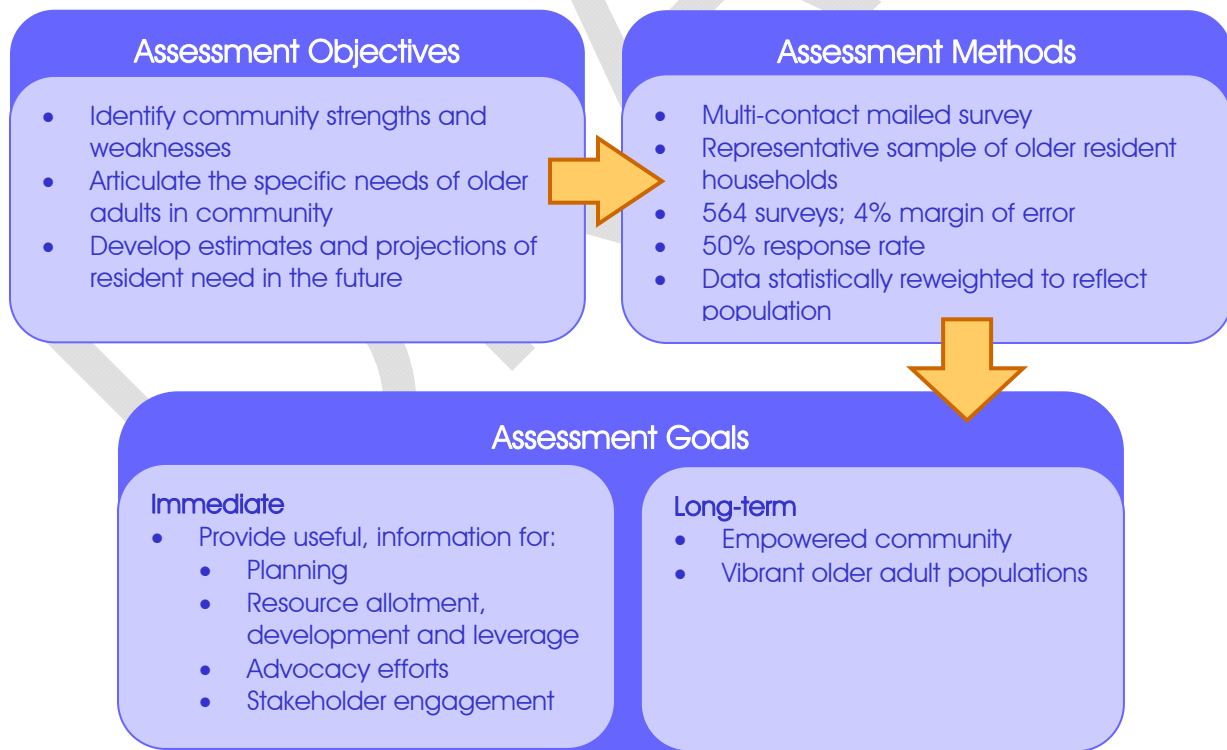 Assessment Objectives
• Identify community strengths and
weaknesses
• Articulate the specific needs of older
adults in community
• Develop estimates and projections of
resident need in the future
Assessment Methods
• Multi-contact mailed survey
• Representative sample of older resident
households
• 564 surveys; 4% margin of error
• 50% response rate
• Data statistically reweighted to reflect
population
Assessment Goals
Immediate
• Provide useful, information for:
• Planning
• Resource allotment,
development and leverage
• Advocacy efforts
• Stakeholder engagement
Long-term
• Empowered community
• Vibrant older adult populations